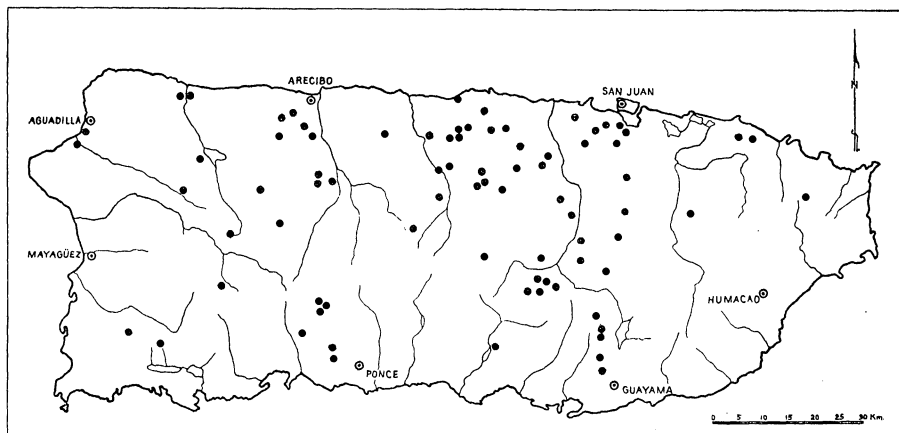 ARECIBO
SAN JUAN
N
AGUADILLA
MAYAGÜEZ
HUMACAO
PONCE
GUAYAMA
0 5 10 15 20 25 30 Km.